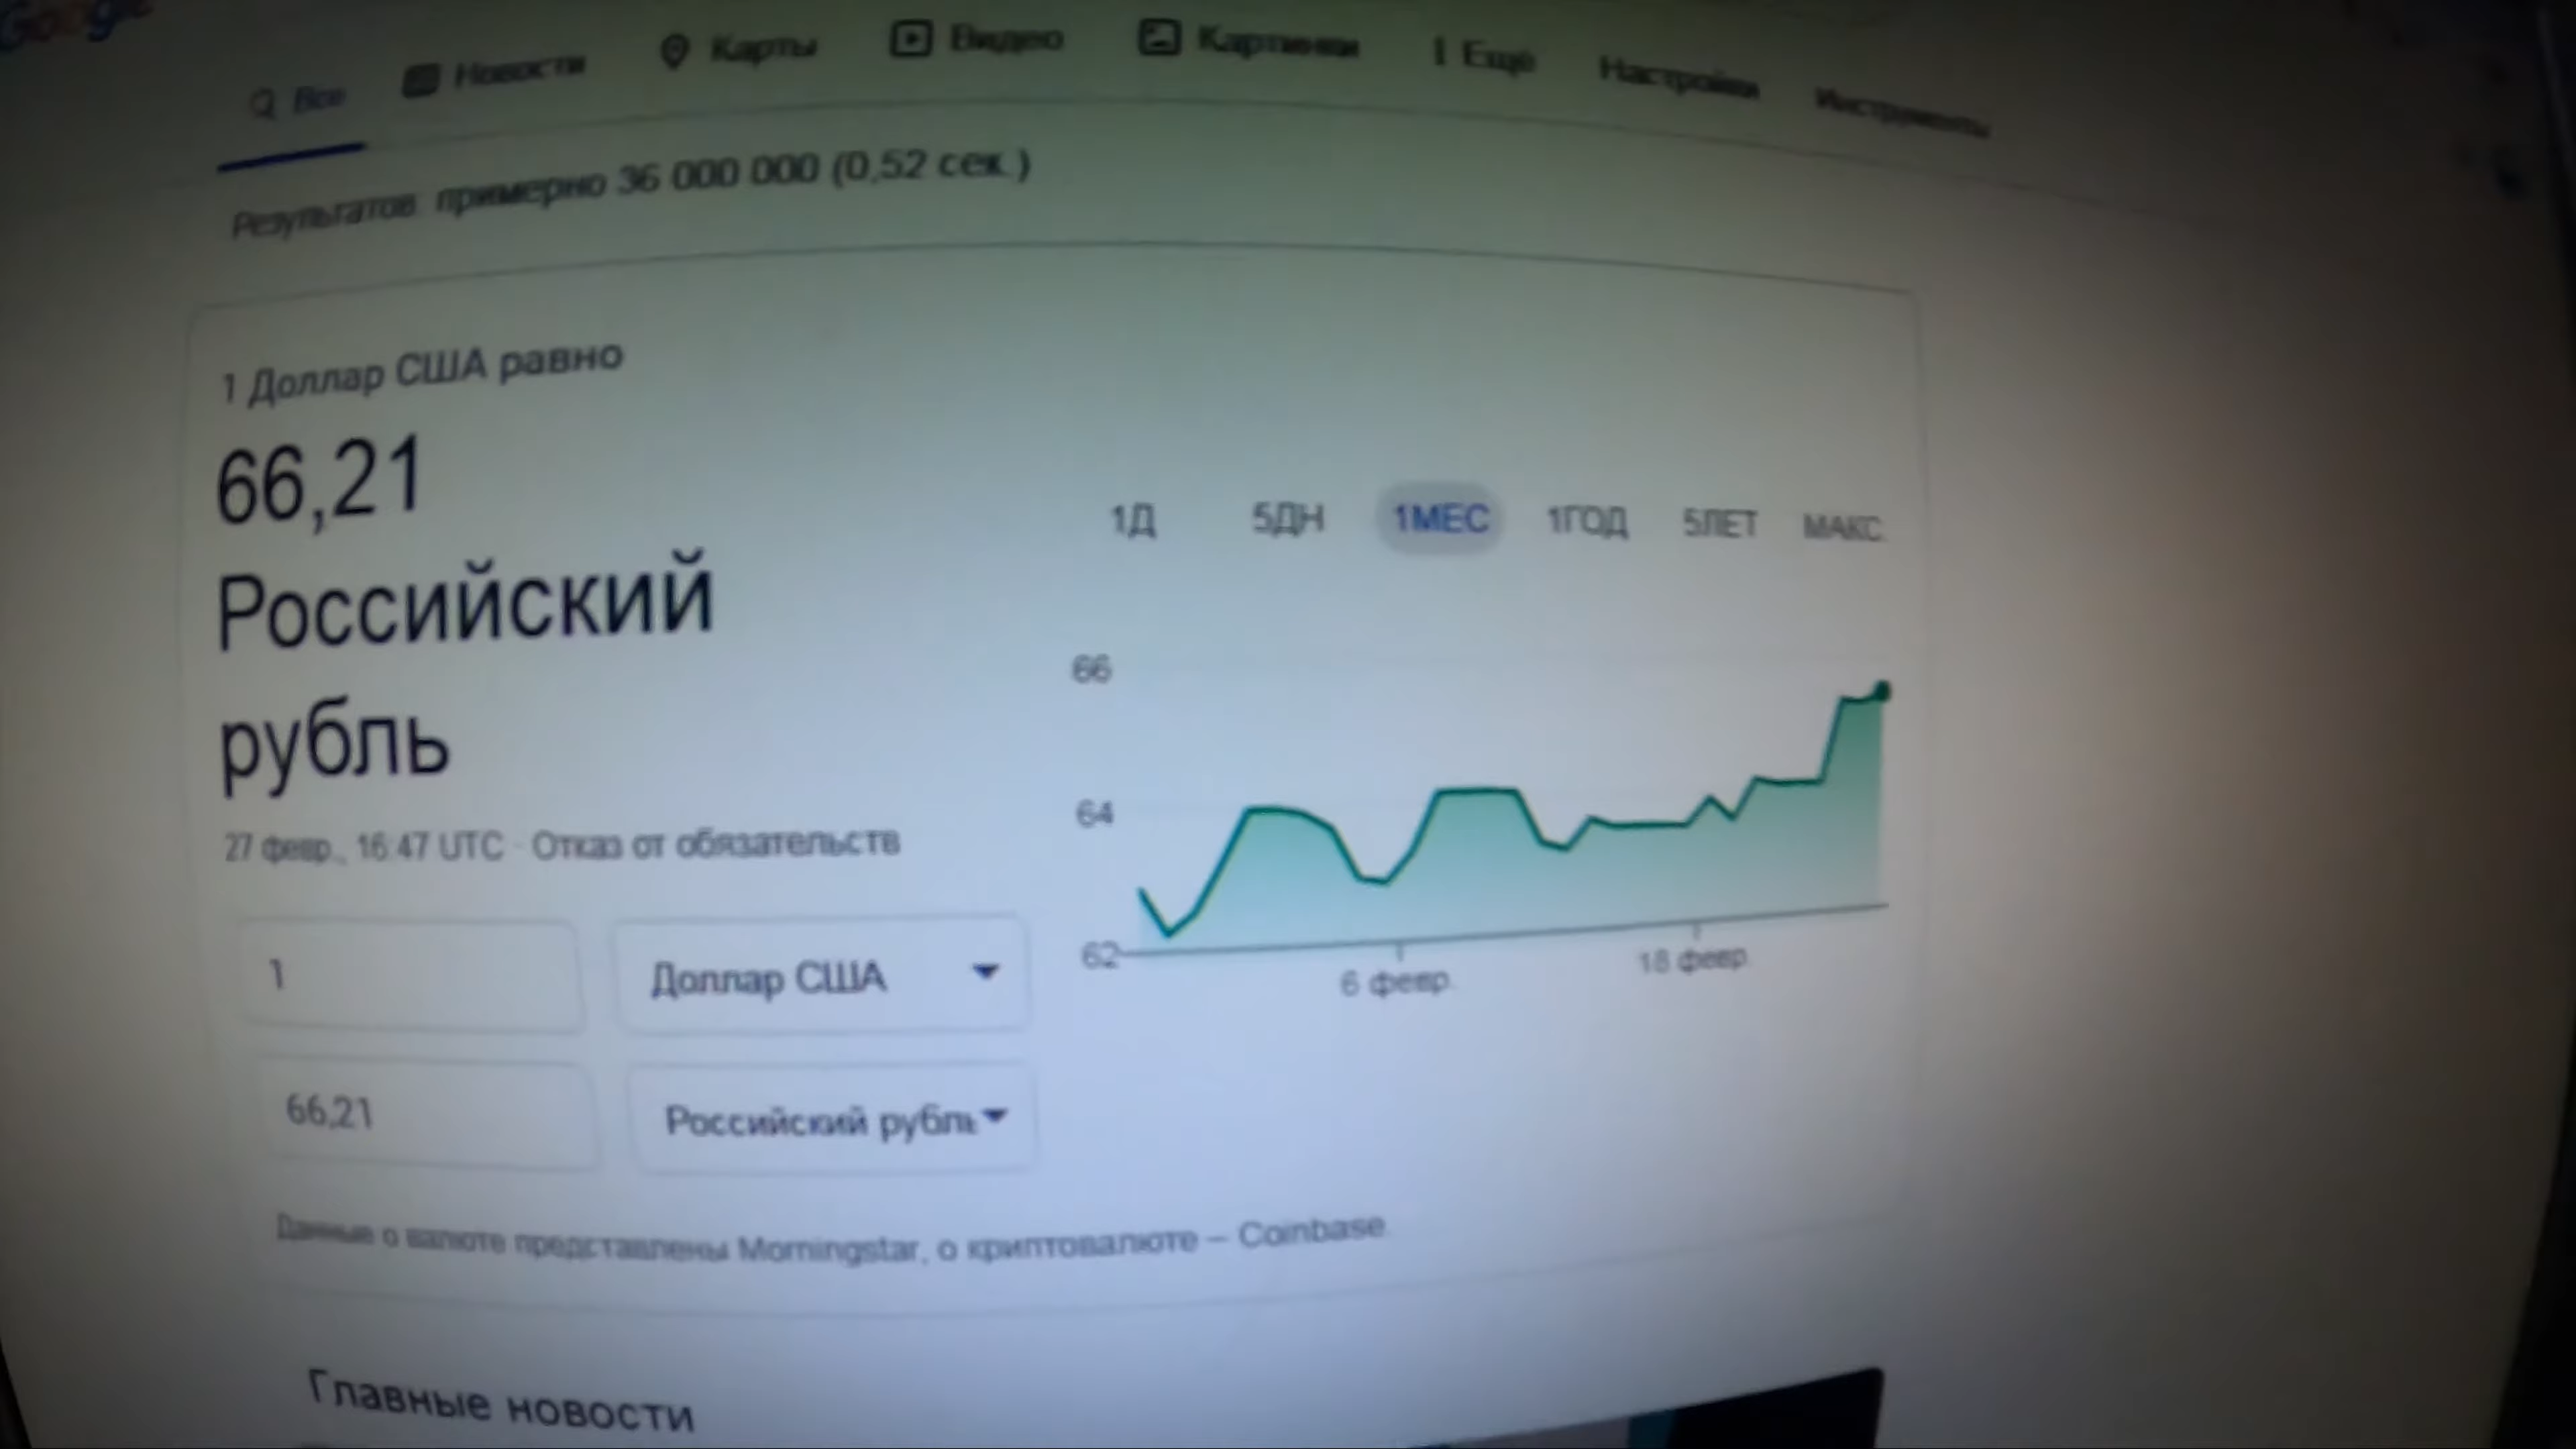 Google
Все Новости Карты Видео Картинки Ещё Настройки Инструменты
Результатов: примерно 36 000 000 (0,52 сек.)
1 Доллар США равно
66,21
Российский
рубль
27 февр., 16:47 UTC · Отказ от обязательств
1 Доллар США
66,21 Российский рубль
1Д 5ДН 1МЕС 1ГОД 5ЛЕТ МАКС.
66
64
62
6 февр. 18 февр.
Данные о валюте представлены Morningstar, о криптовалюте – Coinbase.
Главные новости